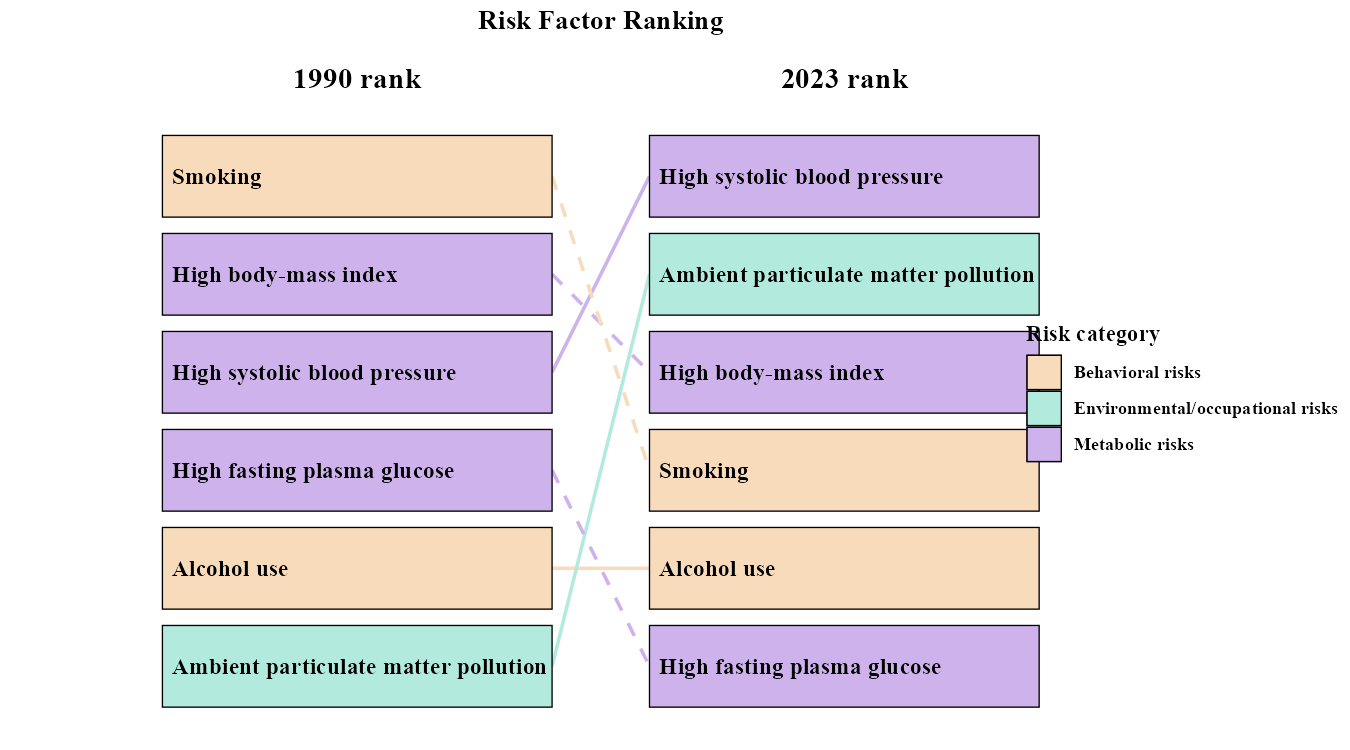 Risk Factor Ranking
1990 rank
2023 rank
Smoking
High body-mass index
High systolic blood pressure
High fasting plasma glucose
Alcohol use
Ambient particulate matter pollution
High systolic blood pressure
Ambient particulate matter pollution
High body-mass index
Smoking
Alcohol use
High fasting plasma glucose
Risk category
Behavioral risks
Environmental/occupational risks
Metabolic risks